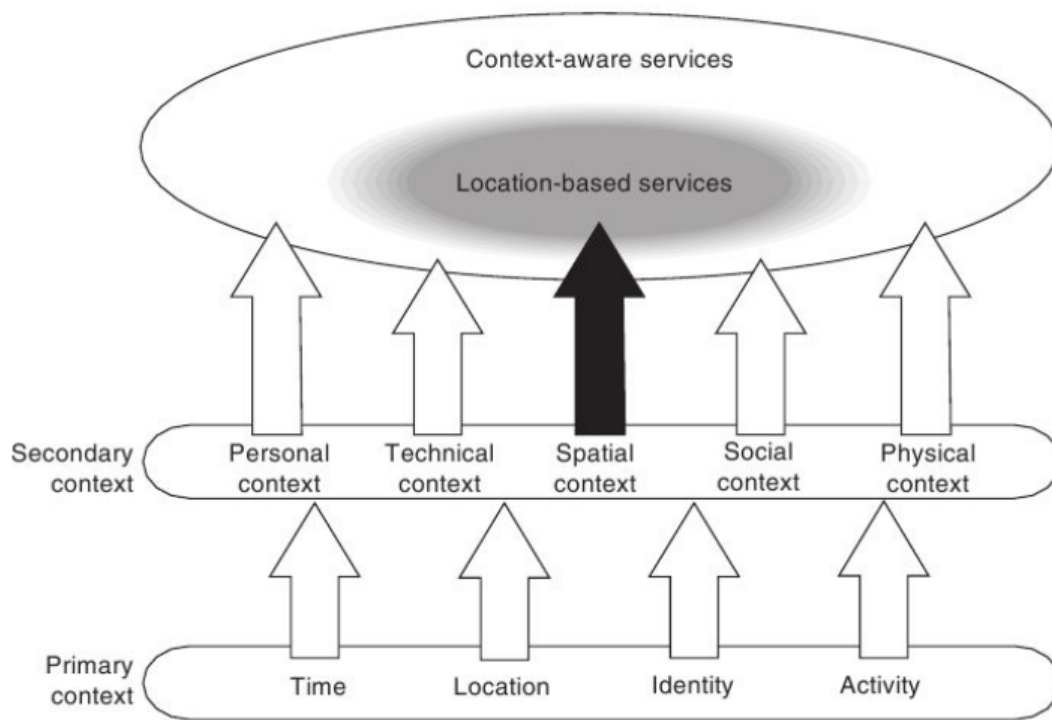 Context-aware services
Location-based services
Secondary
context
Personal
context
Technical
context
Spatial
context
Social
context
Physical
context
Primary
context
Time
Location
Identity
Activity